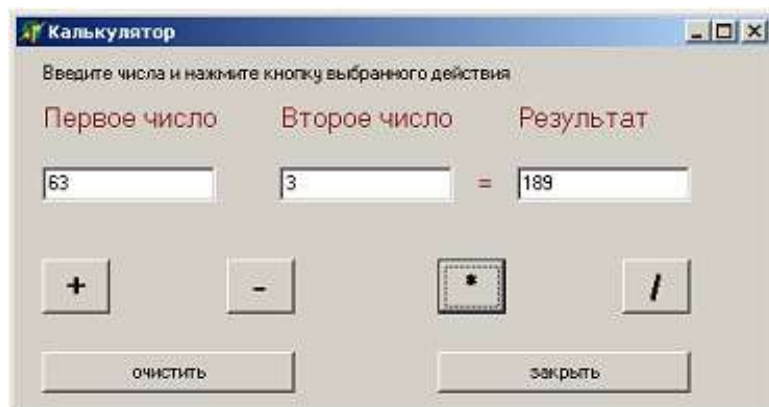 Калькулятор
Введите числа и нажмите кнопку выбранного действия
Первое число Второе число Результат
63 3 = 189
+ - * /
очистить закрыть